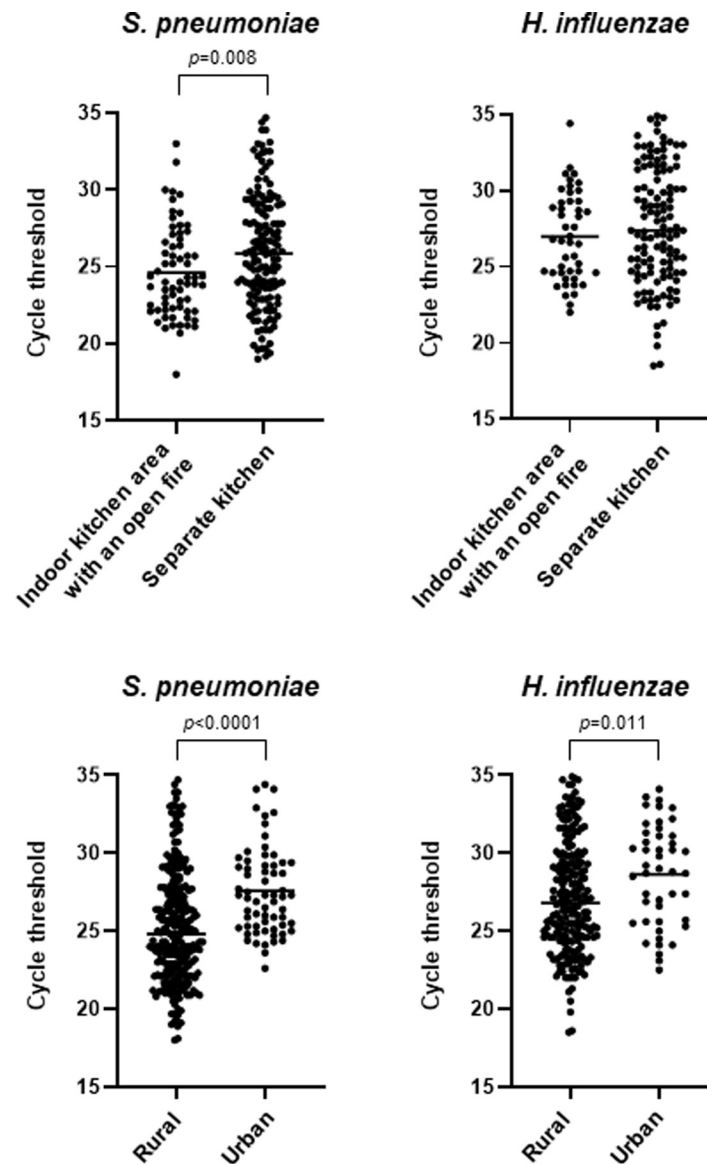 S. pneumoniae
p=0.008
Cycle threshold
35
30
25
20
15
Indoor kitchen area
with an open fire
Separate kitchen
H. influenzae
Cycle threshold
35
30
25
20
15
Indoor kitchen area
with an open fire
Separate kitchen
S. pneumoniae
p<0.0001
Cycle threshold
35
30
25
20
15
Rural
Urban
H. influenzae
p=0.011
Cycle threshold
35
30
25
20
15
Rural
Urban